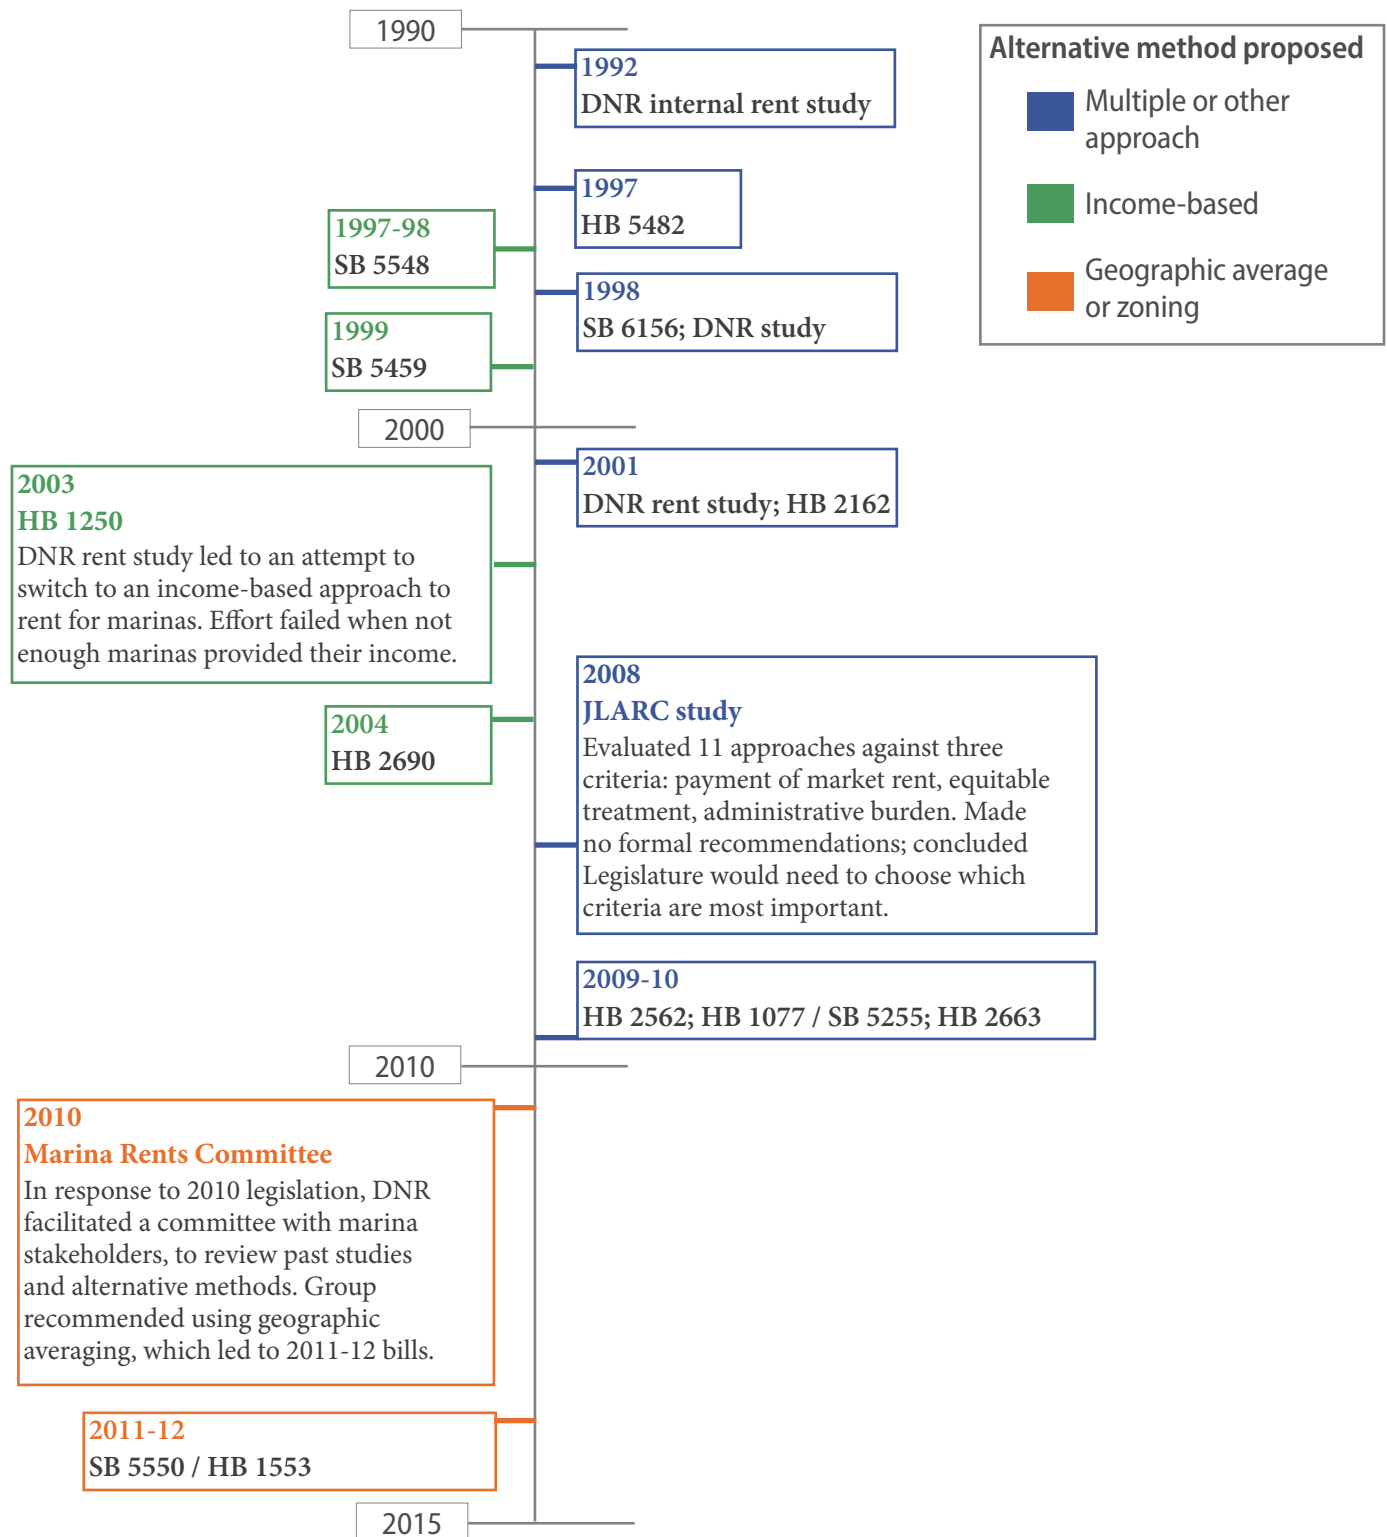 1990
Alternative method proposed
Multiple or other
approach
Income-based
Geographic average
or zoning
1992
DNR internal rent study
1997
HB 5482
1997-98
SB 5548
1998
SB 6156; DNR study
1999
SB 5459
2000
2001
DNR rent study; HB 2162
2003
HB 1250
DNR rent study led to an attempt to
switch to an income-based approach to
rent for marinas. Effort failed when not
enough marinas provided their income.
2004
HB 2690
2008
JLARC study
Evaluated 11 approaches against three
criteria: payment of market rent, equitable
treatment, administrative burden. Made
no formal recommendations; concluded
Legislature would need to choose which
criteria are most important.
2009-10
HB 2562; HB 1077 / SB 5255; HB 2663
2010
2010
Marina Rents Committee
In response to 2010 legislation, DNR
facilitated a committee with marina
stakeholders, to review past studies
and alternative methods. Group
recommended using geographic
averaging, which led to 2011-12 bills.
2011-12
SB 5550 / HB 1553
2015